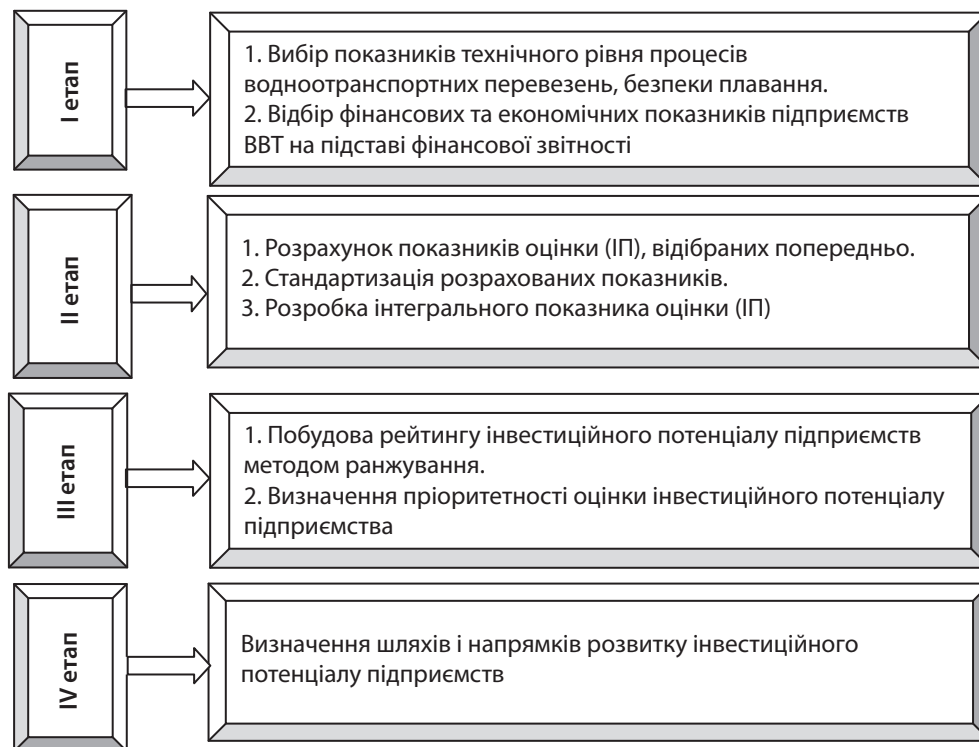 І етап
1. Вибір показників технічного рівня процесів
водноотранспортних перевезень, безпеки плавання.
2. Відбір фінансових та економічних показників підприємств
ВВТ на підставі фінансової звітності
ІІ етап
1. Розрахунок показників оцінки (ІП), відібраних попередньо.
2. Стандартизація розрахованих показників.
3. Розробка інтегрального показника оцінки (ІП)
ІІІ етап
1. Побудова рейтингу інвестиційного потенціалу підприємств
методом ранжування.
2. Визначення пріоритетності оцінки інвестиційного потенціалу
підприємства
IV етап
Визначення шляхів і напрямків розвитку інвестиційного
потенціалу підприємств